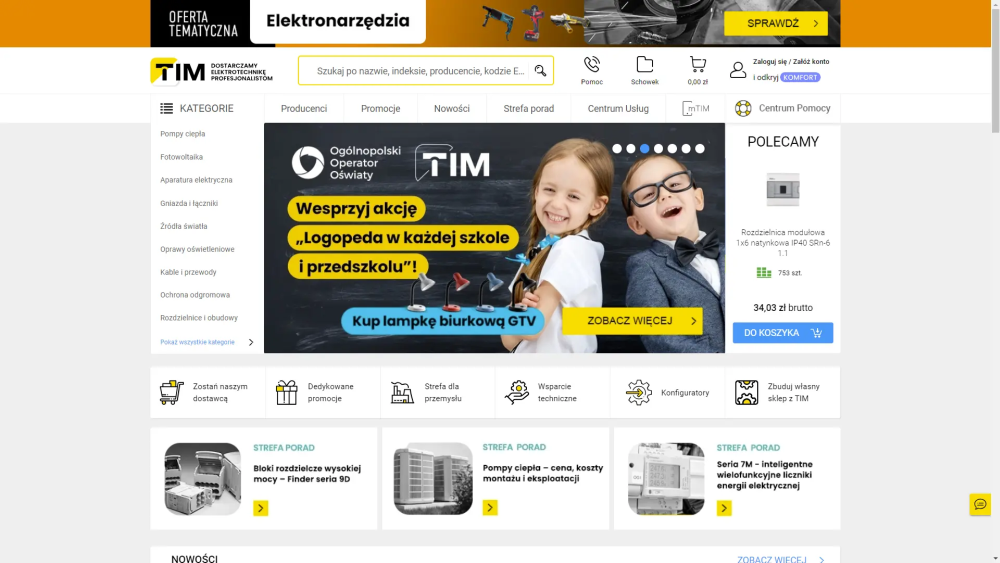 OFERTA
TEMATYCZNA
Elektronarzędzia
SPRAWDŹ
TIM
DOSTARCZAMY
ELEKTROTECHNIKĘ
PROFESJONALISTOM
Szukaj po nazwie, indeksie, producencie, kodzie E...
Pomoc
Schowek
0,00 zł
Zaloguj się / Załóż konto
i odkryj KOMFORT
KATEGORIE
Producenci
Promocje
Nowości
Strefa porad
Centrum Usług
mTIM
Centrum Pomocy
Pompy ciepła
Fotowoltaika
Aparatura elektryczna
Gniazda i łączniki
Źródła światła
Oprawy oświetleniowe
Kable i przewody
Ochrona odgromowa
Rozdzielnice i obudowy
Pokaż wszystkie kategorie
Ogólnopolski
Operator
Oświaty
TIM
Wesprzyj akcję
„Logopeda w każdej szkole
i przedszkolu”!
Kup lampkę biurkową GTV
ZOBACZ WIĘCEJ
POLECAMY
Rozdzielnica modułowa
1x6 natynkowa IP40 SRn-6
1.1
753 szt.
34,03 zł brutto
DO KOSZYKA
Zostań naszym
dostawcą
Dedykowane
promocje
Strefa dla
przemysłu
Wsparcie
techniczne
Konfiguratory
Zbuduj własny
sklep z TIM
STREFA PORAD
Bloki rozdzielcze wysokiej
mocy – Finder seria 9D
STREFA PORAD
Pompy ciepła – cena, koszty
montażu i eksploatacji
STREFA PORAD
Seria 7M - inteligentne
wielofunkcyjne liczniki
energii elektrycznej
NOWOŚCI
ZOBACZ WIĘCEJ